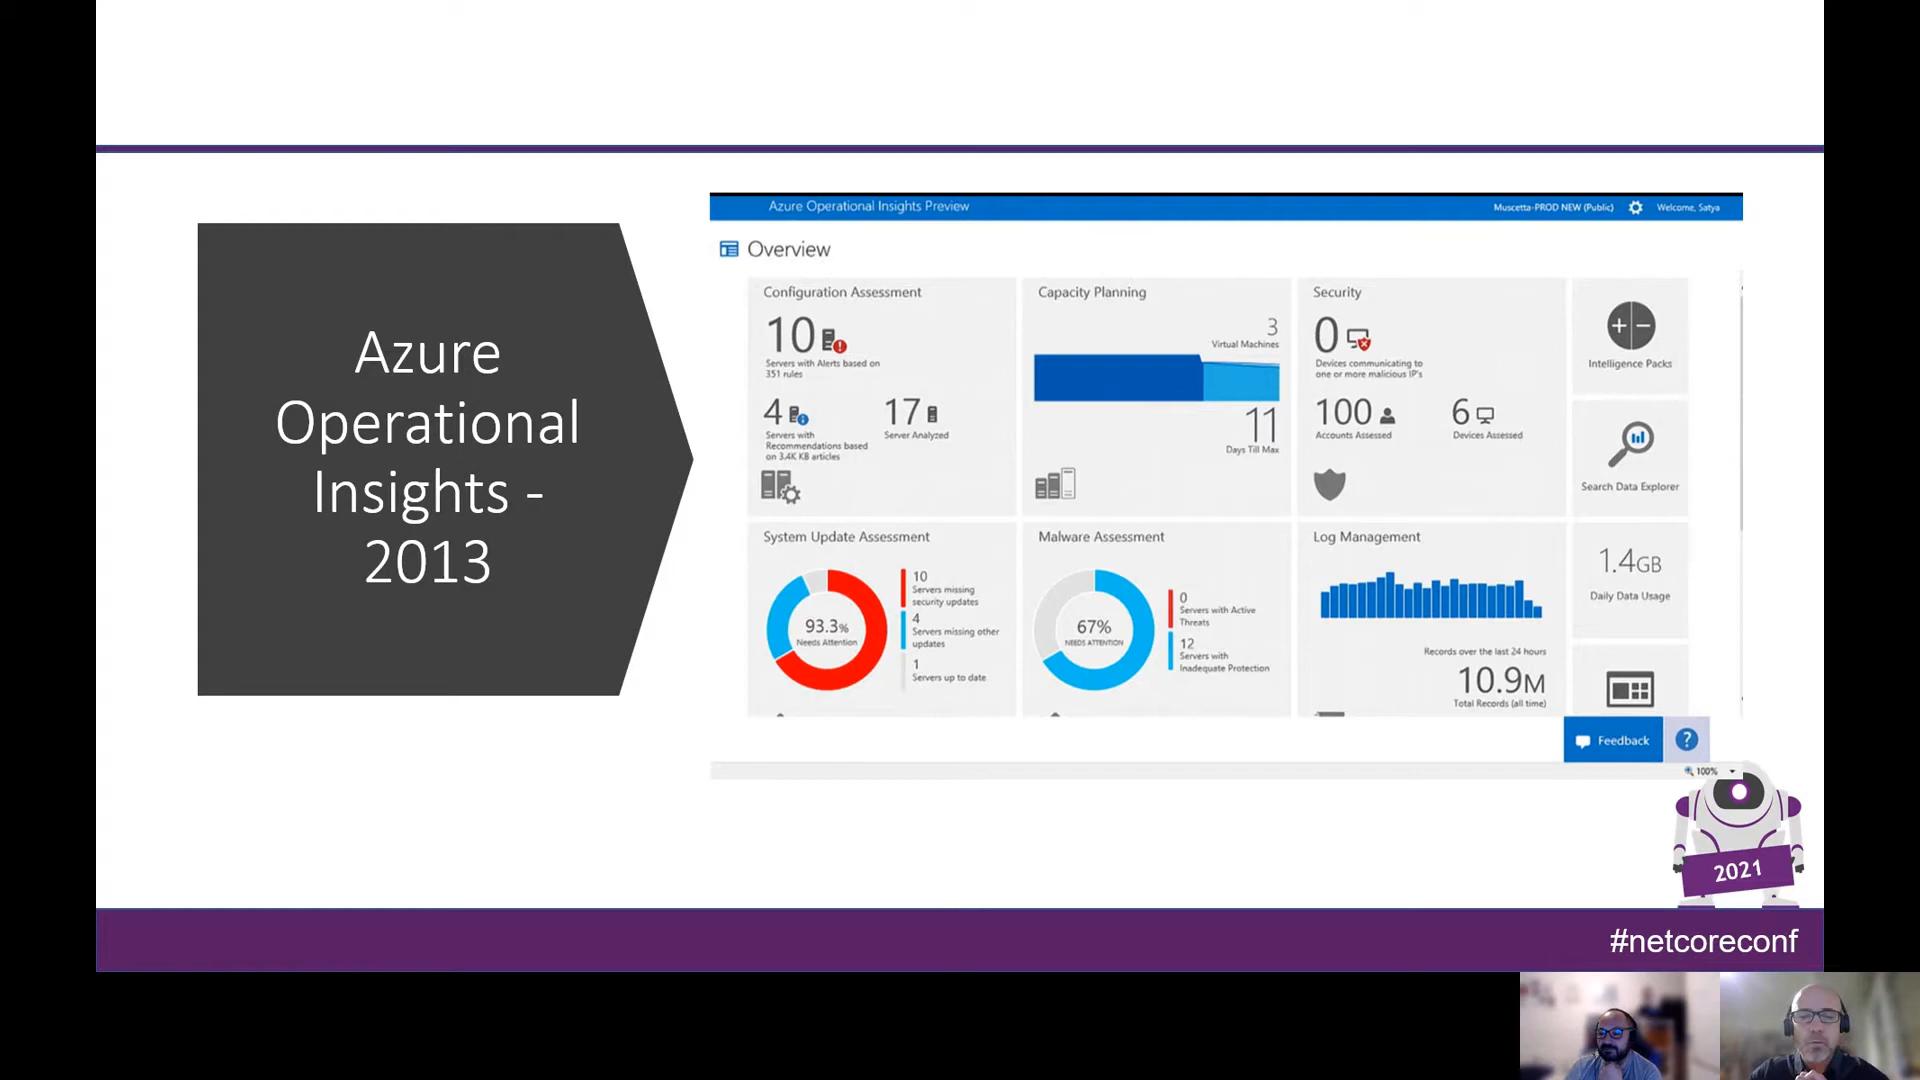 Azure
Operational
Insights -
2013
Azure Operational Insights Preview
Muscetta-PROD NEW (Public)
Welcome, Satya
Overview
Configuration Assessment
10
Servers with Alerts based on
351 rules
4
Servers with
Recommendations based
on 3.4K KB articles
17
Server Analyzed
Capacity Planning
3
Virtual Machines
11
Days Till Max
Security
0
Devices communicating to
one or more malicious IP's
100
Accounts Assessed
6
Devices Assessed
Intelligence Packs
Search Data Explorer
System Update Assessment
93.3%
Needs Attention
10
Servers missing
security updates
4
Servers missing other
updates
1
Servers up to date
Malware Assessment
67%
NEEDS ATTENTION
0
Servers with Active
Threats
12
Servers with
Inadequate Protection
Log Management
Records over the last 24 hours
10.9M
Total Records (all time)
1.4GB
Daily Data Usage
Feedback
?
100%
2021
#netcoreconf